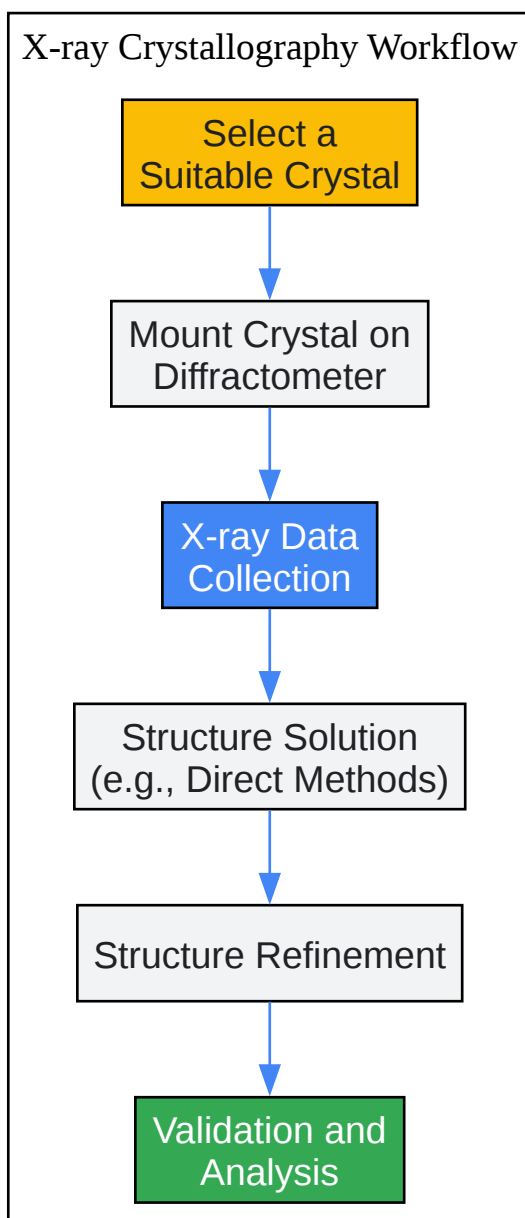 X-ray Crystallography Workflow
Select a
Suitable Crystal
Mount Crystal on
Diffractometer
X-ray Data
Collection
Structure Solution
(e.g., Direct Methods)
Structure Refinement
Validation and
Analysis